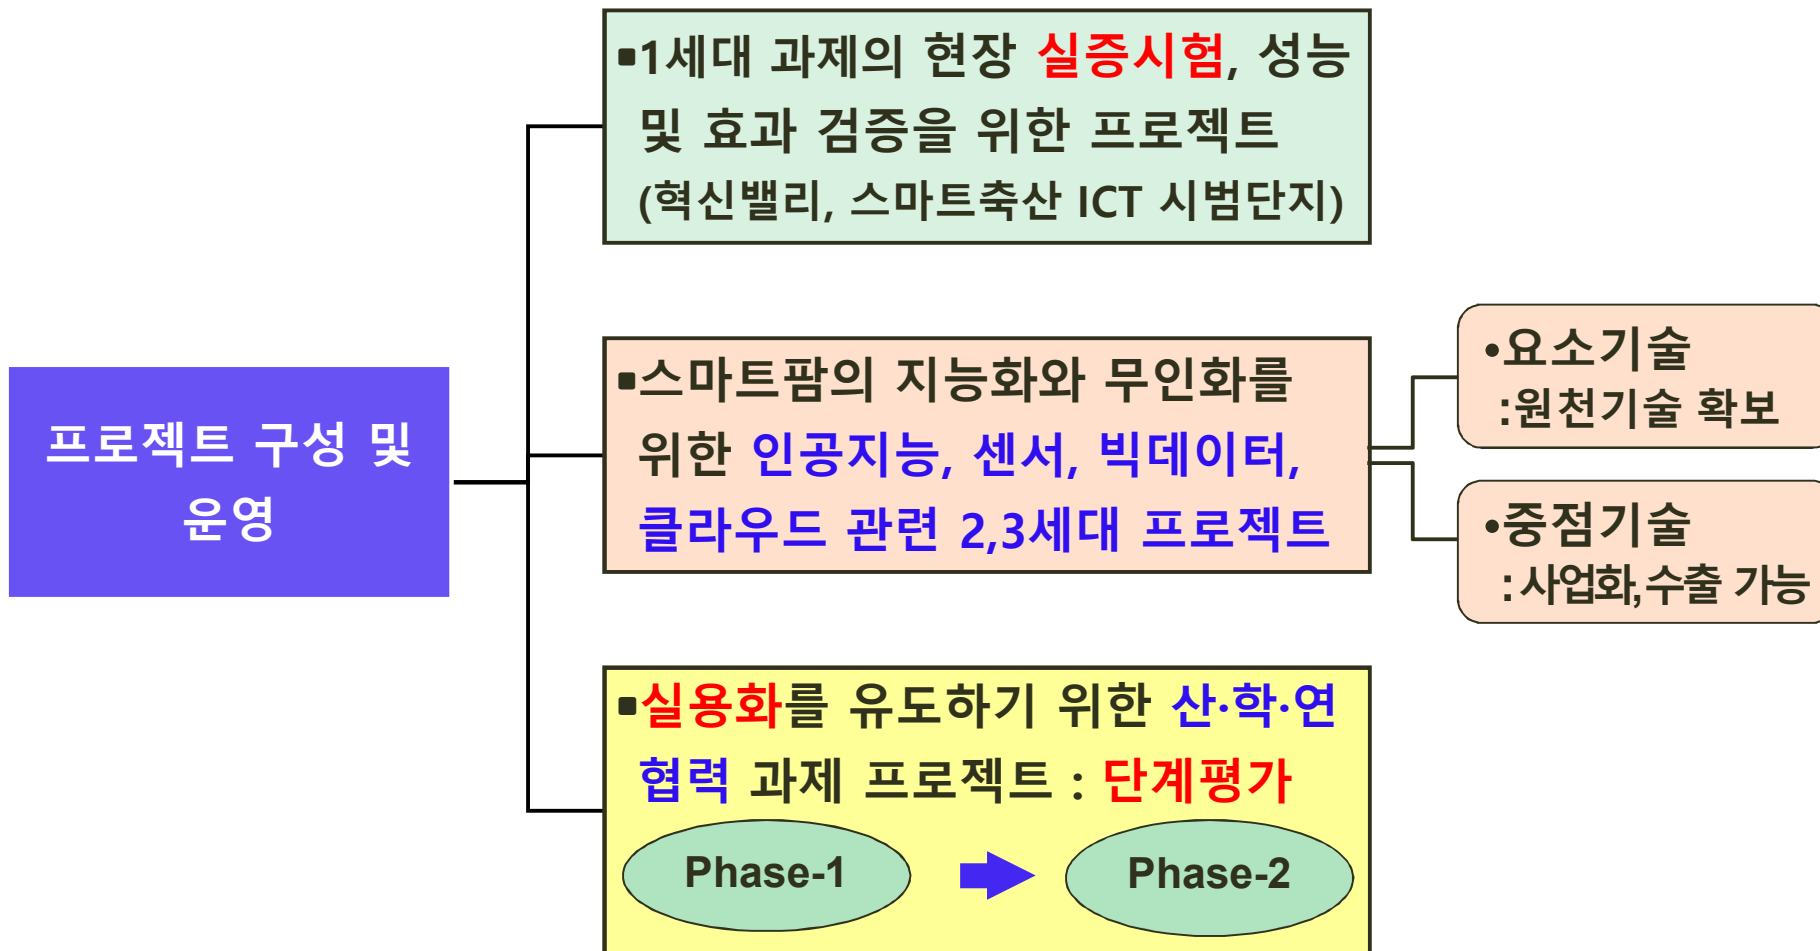 프로젝트 구성 및
운영
▪1세대 과제의 현장 실증시험, 성능
및 효과 검증을 위한 프로젝트
(혁신밸리, 스마트축산 ICT 시범단지)
▪스마트팜의 지능화와 무인화를
위한 인공지능, 센서, 빅데이터,
클라우드 관련 2,3세대 프로젝트
•요소기술
:원천기술 확보
•중점기술
:사업화,수출 가능
▪실용화를 유도하기 위한 산·학·연
협력 과제 프로젝트 : 단계평가
Phase-1
Phase-2